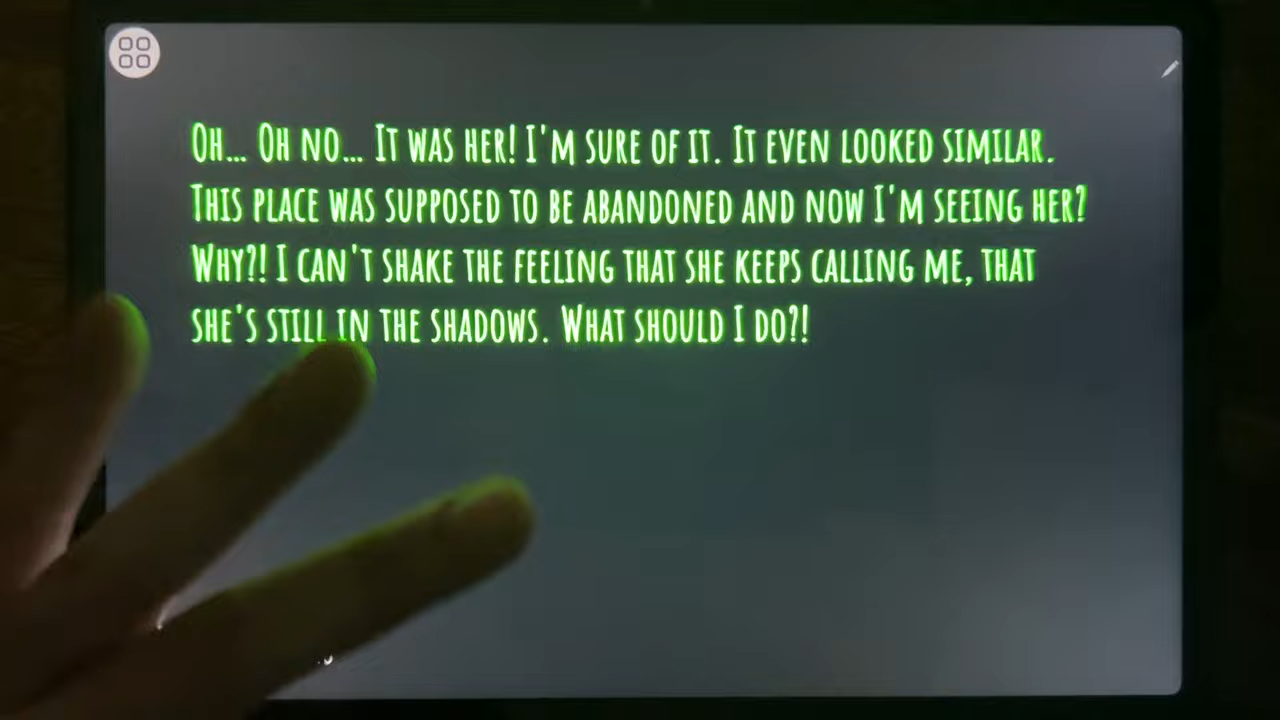 Oh... Oh no... It was her! I'm sure of it. It even looked similar.
This place was supposed to be abandoned and now I'm seeing her?
Why?! I can't shake the feeling that she keeps calling me, that
she's still in the shadows. What should I do?!